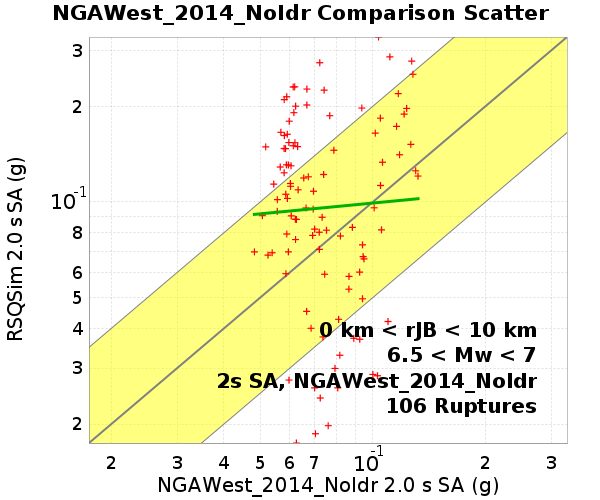 NGAWest_2014_NoIdr Comparison Scatter
RSQSim 2.0 s SA (g)
3
2
10^-1
8
6
5
4
3
2
0 km < rJB < 10 km
6.5 < Mw < 7
2s SA, NGAWest_2014_NoIdr
106 Ruptures
2 3 4 5 6 7 10^-1 2 3
NGAWest_2014_NoIdr 2.0 s SA (g)